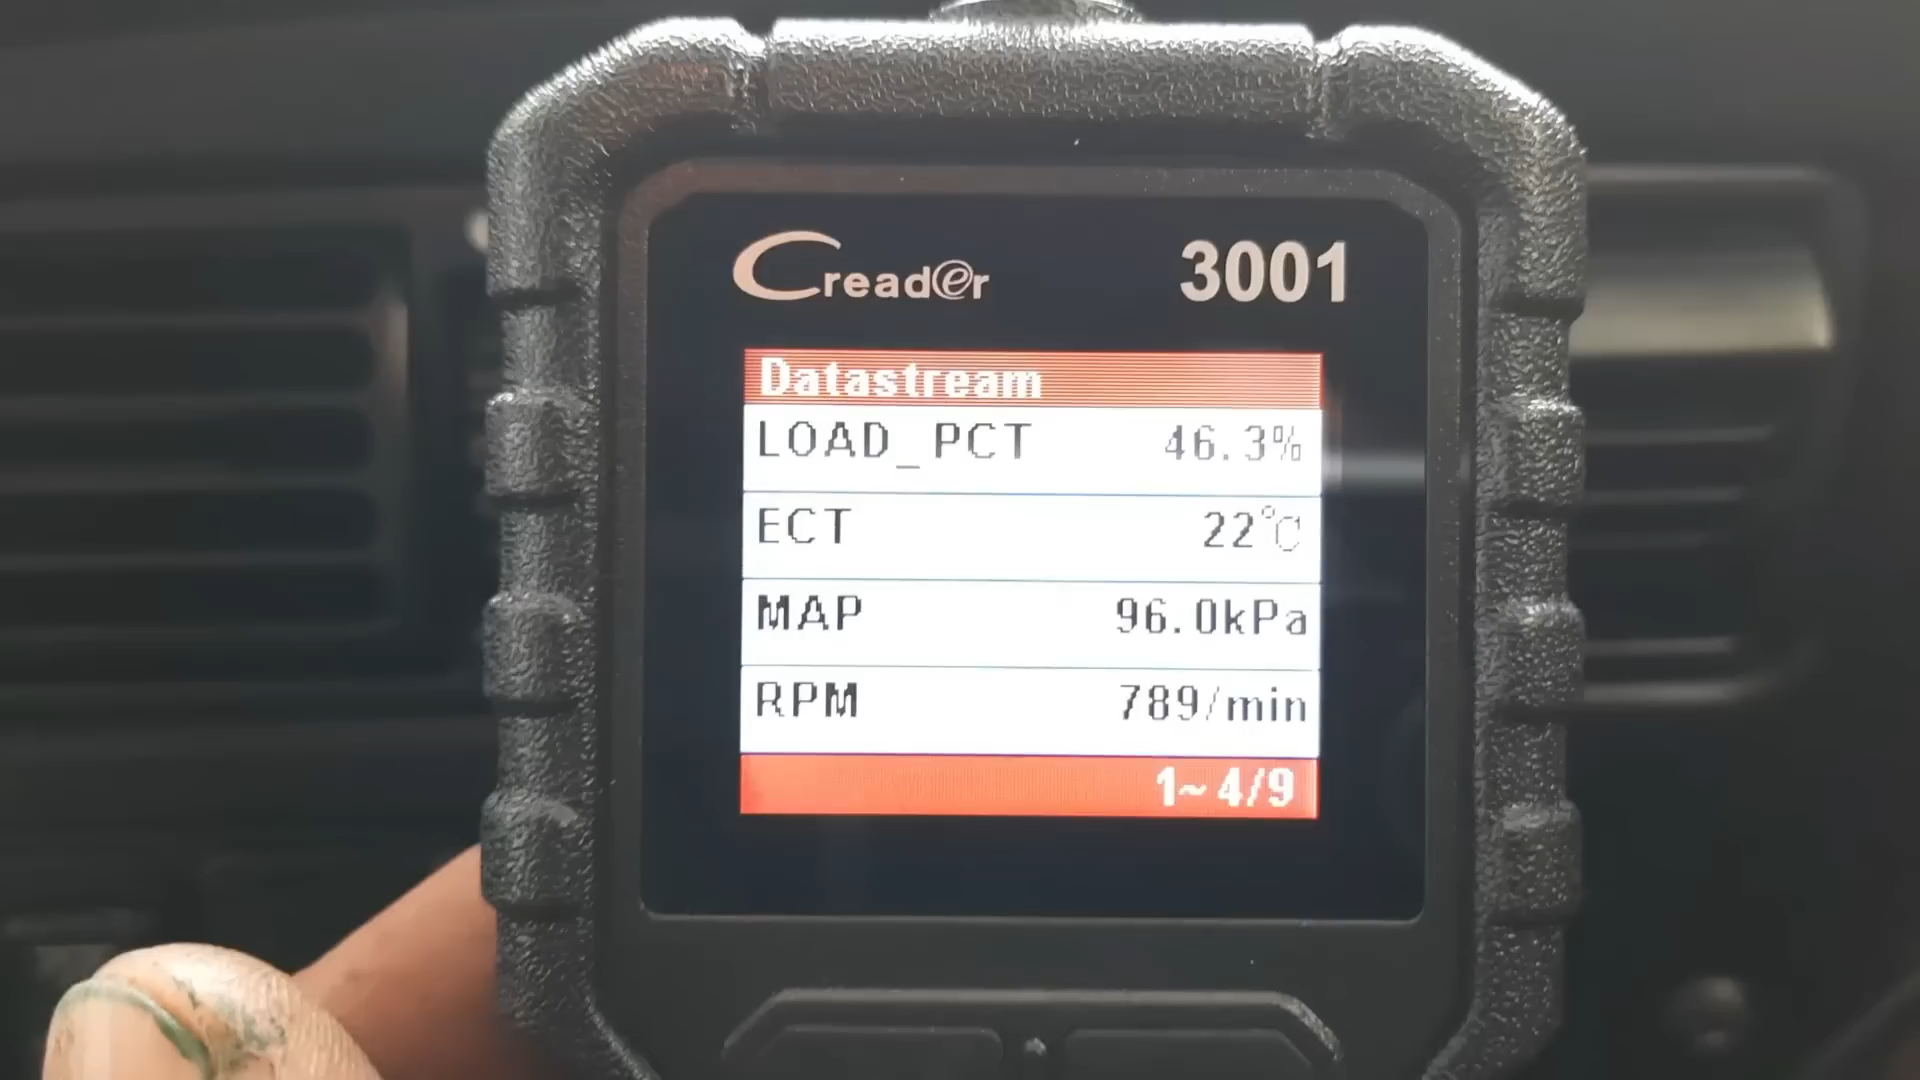 Creader 3001
Datastream
LOAD_PCT 46.3%
ECT 22°C
MAP 96.0kPa
RPM 789/min
1~4/9